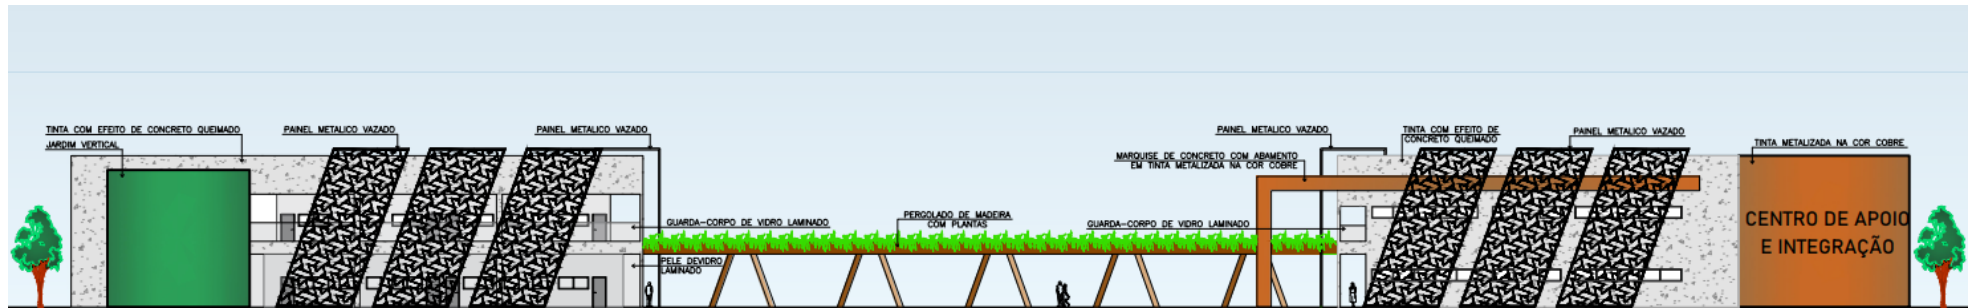 TINTA COM EFEITO DE CONCRETO QUEIMADO
JARDIM VERTICAL
PAINEL METALICO VAZADO
PAINEL METALICO VAZADO
GUARDA-CORPO DE VIDRO LAMINADO
PELE DEVIDRO
LAMINADO
PERGOLADO DE MADEIRA
COM PLANTAS
GUARDA-CORPO DE VIDRO LAMINADO
MARQUISE DE CONCRETO COM ABAMENTO
EM TINTA METALIZADA NA COR COBRE
PAINEL METALICO VAZADO
TINTA COM EFEITO DE
CONCRETO QUEIMADO
PAINEL METALICO VAZADO
TINTA METALIZADA NA COR COBRE
CENTRO DE APOIO
E INTEGRAÇÃO